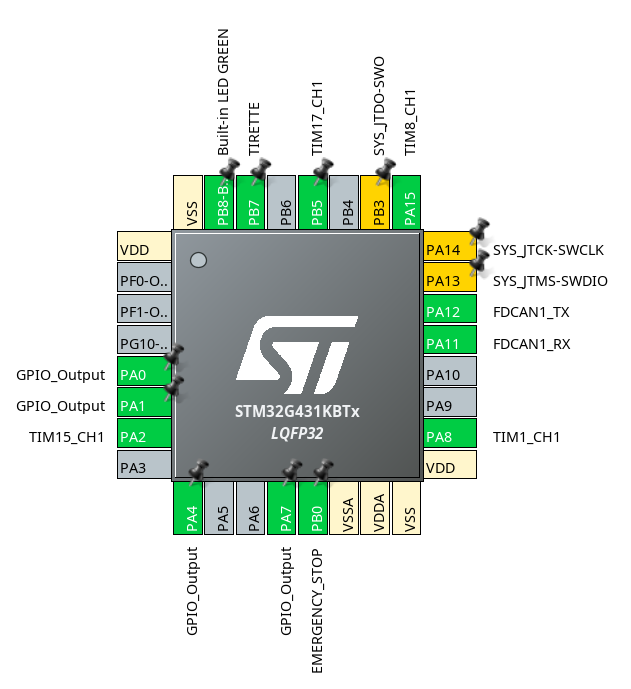 Built-in LED GREEN
TIRETTE
TIM17_CH1
SYS_JTDO-SWO
TIM8_CH1
VSS
PB8-B..
PB7
PB6
PB5
PB4
PB3
PA15
VDD
PF0-O..
PF1-O..
PG10-..
GPIO_Output PA0
GPIO_Output PA1
TIM15_CH1 PA2
PA3
PA14 SYS_JTCK-SWCLK
PA13 SYS_JTMS-SWDIO
PA12 FDCAN1_TX
PA11 FDCAN1_RX
PA10
PA9
PA8 TIM1_CH1
VDD
ST
STM32G431KBTx
LQFP32
PA4
PA5
PA6
PA7
PB0
VSSA
VDDA
VSS
GPIO_Output
GPIO_Output
EMERGENCY_STOP